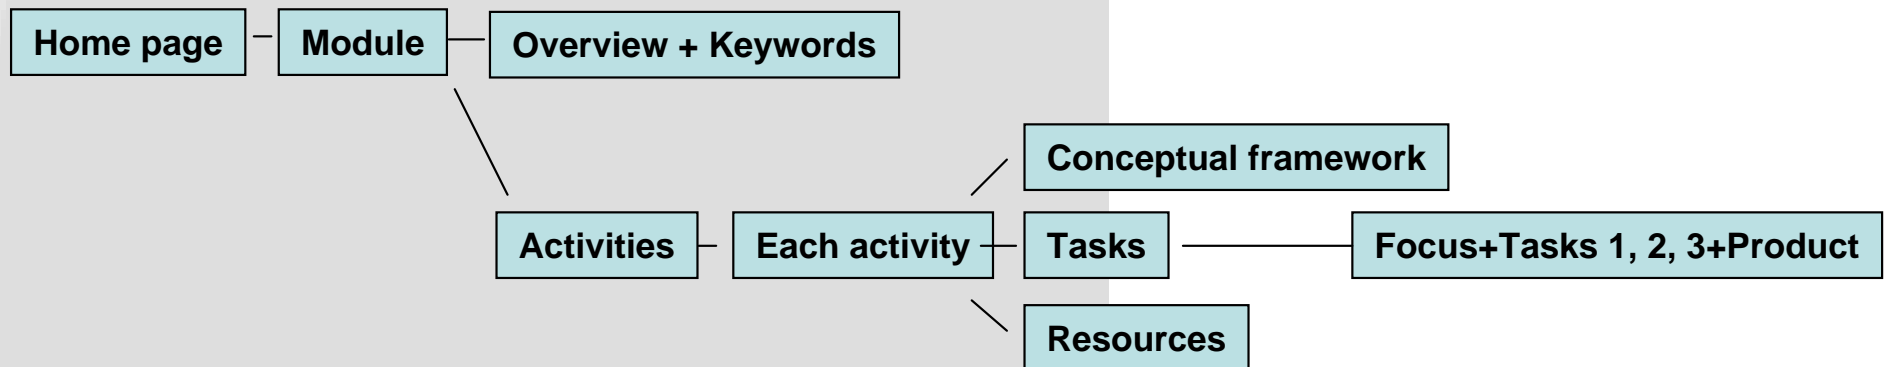 Home page
Module
Overview + Keywords
Conceptual framework
Activities
Each activity
Tasks
Focus+Tasks 1, 2, 3+Product
Resources